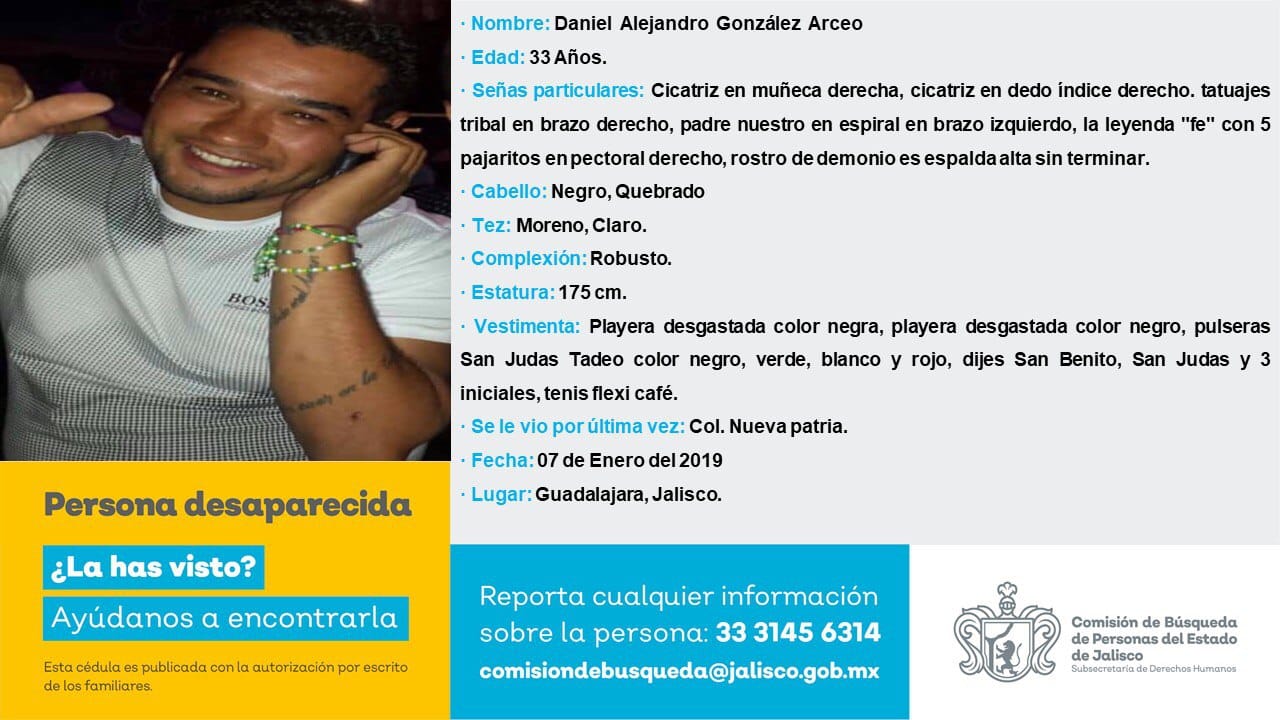 · Nombre: Daniel Alejandro González Arceo
· Edad: 33 Años.
· Señas particulares: Cicatriz en muñeca derecha, cicatriz en dedo índice derecho. tatuajes
tribal en brazo derecho, padre nuestro en espiral en brazo izquierdo, la leyenda "fe" con 5
pajaritos en pectoral derecho, rostro de demonio es espalda alta sin terminar.
· Cabello: Negro, Quebrado
· Tez: Moreno, Claro.
· Complexión: Robusto.
· Estatura: 175 cm.
· Vestimenta: Playera desgastada color negra, playera desgastada color negro, pulseras
San Judas Tadeo color negro, verde, blanco y rojo, dijes San Benito, San Judas y 3
iniciales, tenis flexi café.
· Se le vio por última vez: Col. Nueva patria.
· Fecha: 07 de Enero del 2019
· Lugar: Guadalajara, Jalisco.
Persona desaparecida
¿La has visto?
Ayúdanos a encontrarla
Esta cédula es publicada con la autorización por escrito
de los familiares.
Reporta cualquier información
sobre la persona: 33 3145 6314
comisiondebusqueda@jalisco.gob.mx
Comisión de Búsqueda
de Personas del Estado
de Jalisco
Subsecretaría de Derechos Humanos